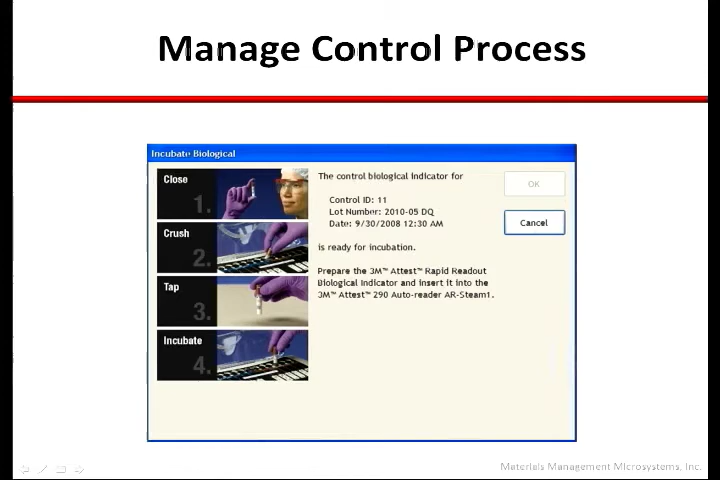 Manage Control Process
Incubate Biological
Close
1.
Crush
2.
Tap
3.
Incubate
4.
The control biological indicator for
Control ID: 11
Lot Number: 2010-05 DQ
Date: 9/30/2008 12:30 AM
is ready for incubation.
Prepare the 3M™ Attest™ Rapid Readout
Biological Indicator and insert it into the
3M™ Attest™ 290 Auto-reader AR-Steam1.
OK
Cancel
Materials Management Microsystems, Inc.